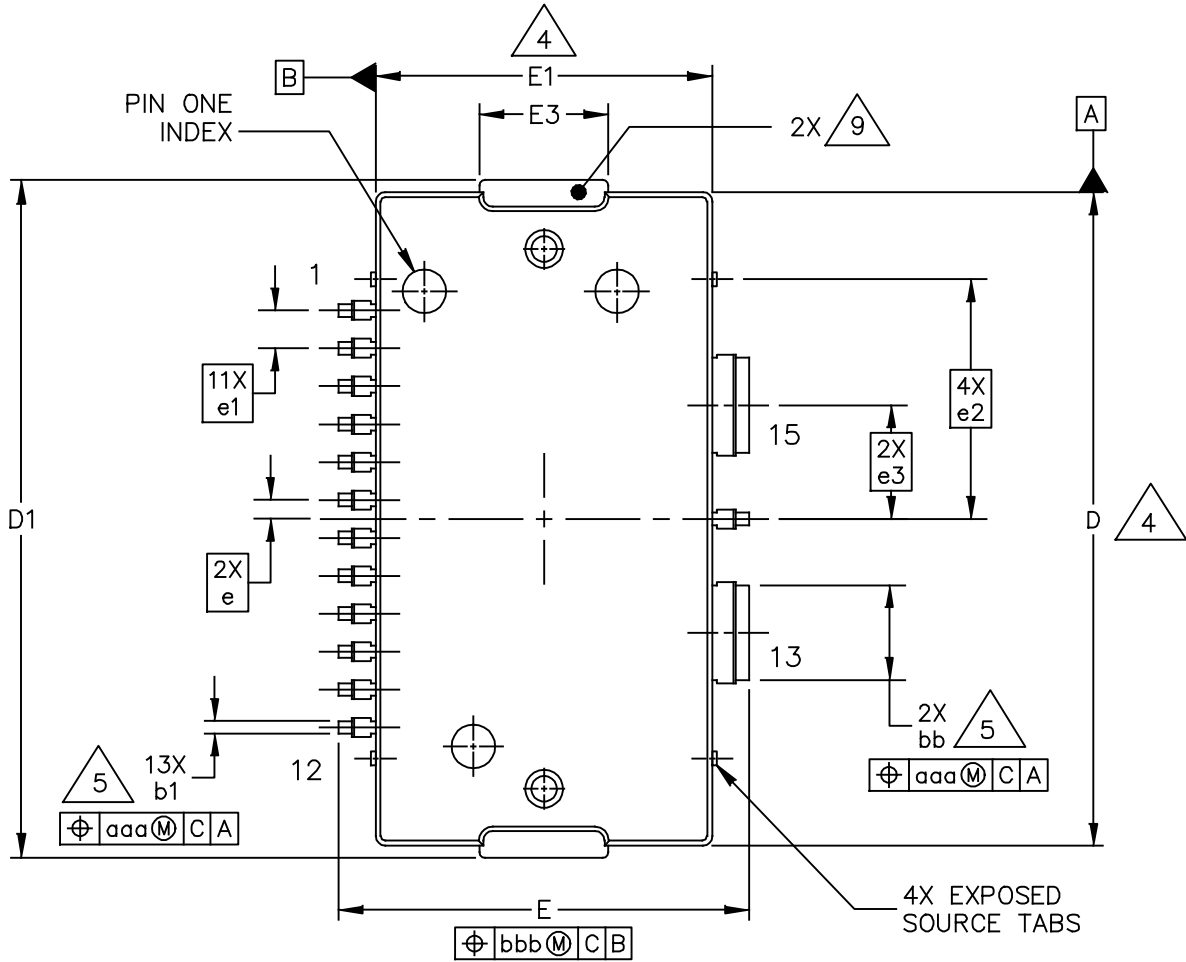 4
B
E1
PIN ONE
INDEX
E3
2X 9
A
1
11X
e1
4X
e2
15
2X
e3
D1
D 4
2X
e
13
2X
bb 5
⌖ aaa Ⓜ C A
12
5 13X
b1
⌖ aaa Ⓜ C A
E
⌖ bbb Ⓜ C B
4X EXPOSED
SOURCE TABS